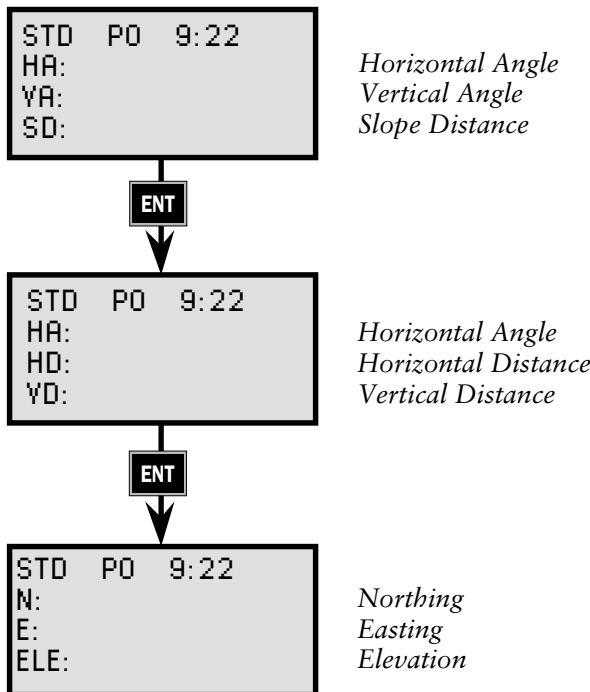 STD P0 9:22
HA: Horizontal Angle
VA: Vertical Angle
SD: Slope Distance
ENT
STD P0 9:22
HA: Horizontal Angle
HD: Horizontal Distance
VD: Vertical Distance
ENT
STD P0 9:22
N: Northing
E: Easting
ELE: Elevation